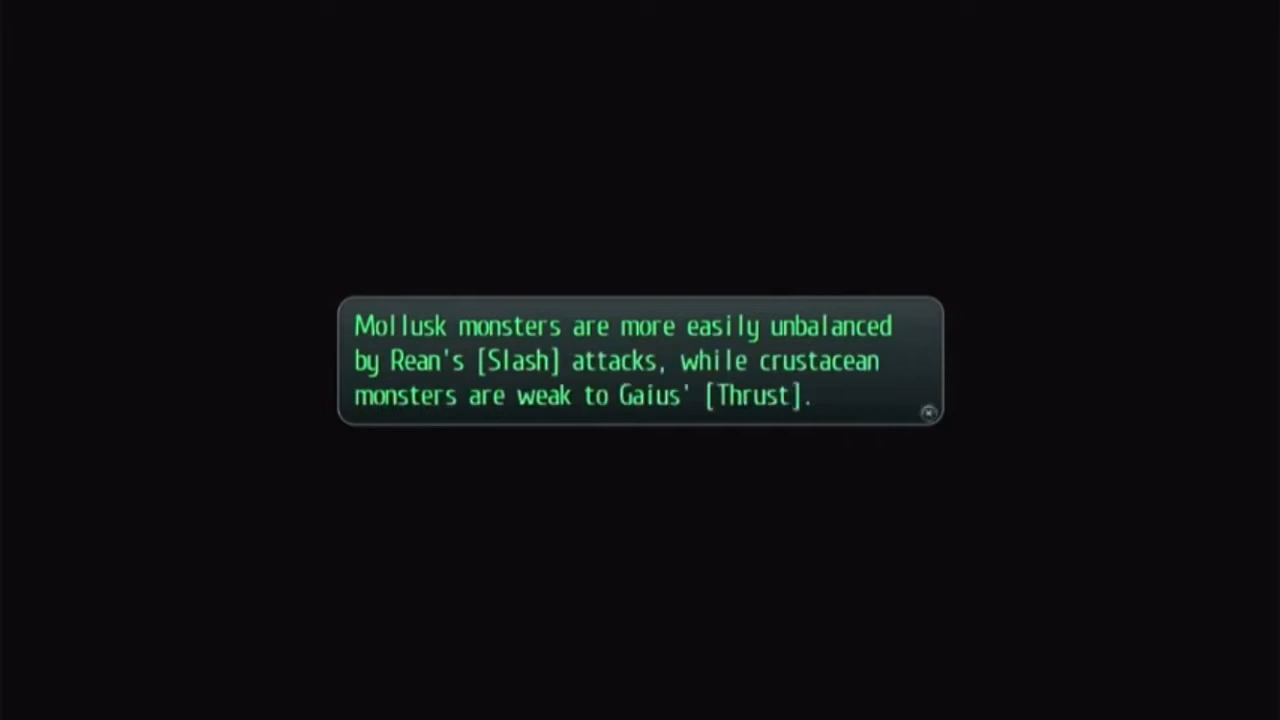 Mollusk monsters are more easily unbalanced
by Rean's [Slash] attacks, while crustacean
monsters are weak to Gaius' [Thrust].